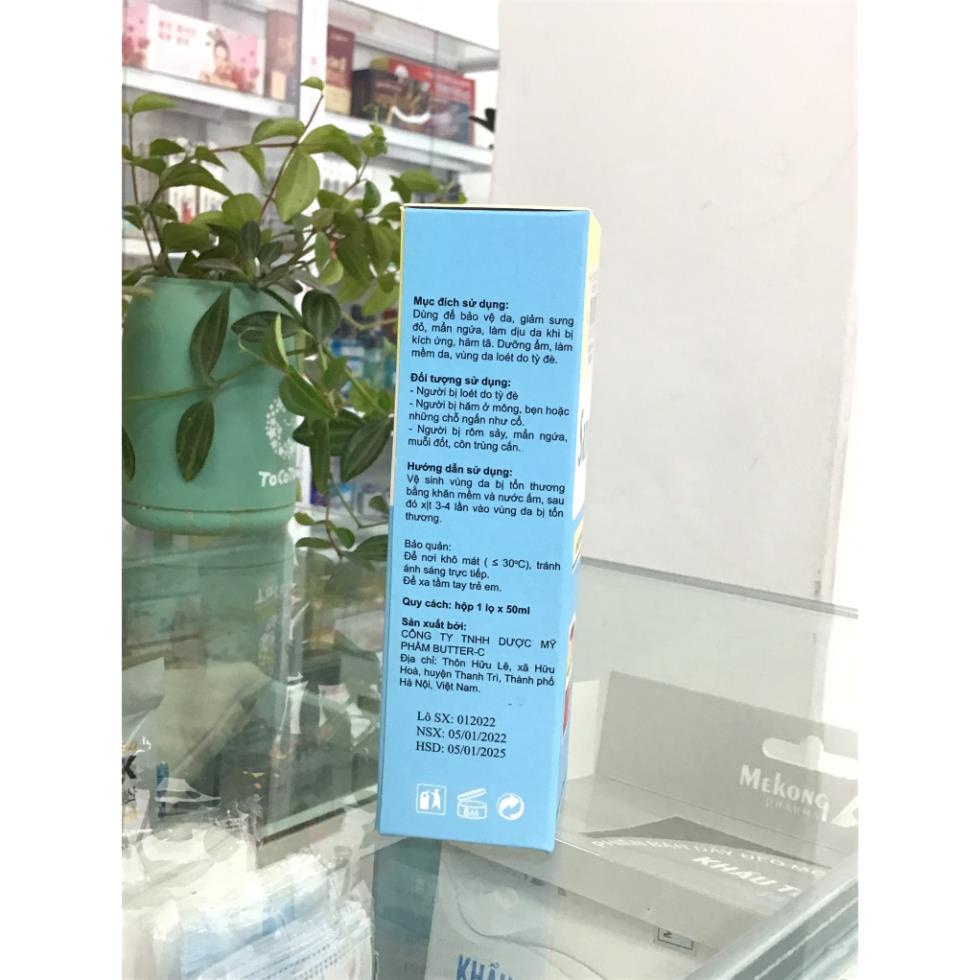 Mục đích sử dụng:
Dùng để bảo vệ da, giảm sưng
đỏ, mẩn ngứa, làm dịu da khi bị
kích ứng, hăm tã. Dưỡng ẩm, làm
mềm da, vùng da loét do tỳ đè.
Đối tượng sử dụng:
- Người bị loét do tỳ đè
- Người bị hăm ở mông, bẹn hoặc
những chỗ ngấn như cổ.
- Người bị rôm sảy, mẩn ngứa,
muỗi đốt, côn trùng cắn.
Hướng dẫn sử dụng:
Vệ sinh vùng da bị tổn thương
bằng khăn mềm và nước ấm, sau
đó xịt 3-4 lần vào vùng da bị tổn
thương.
Bảo quản:
Để nơi khô mát ( ≤ 30ºC), tránh
ánh sáng trực tiếp.
Để xa tầm tay trẻ em.
Quy cách: hộp 1 lọ x 50ml
Sản xuất bởi:
CÔNG TY TNHH DƯỢC MỸ
PHẨM BUTTER-C
Địa chỉ: Thôn Hữu Lê, xã Hữu
Hoà, huyện Thanh Trì, Thành phố
Hà Nội, Việt Nam.
Lô SX: 012022
NSX: 05/01/2022
HSD: 05/01/2025
6M
MEKONG
PHARMA
KHẨU T